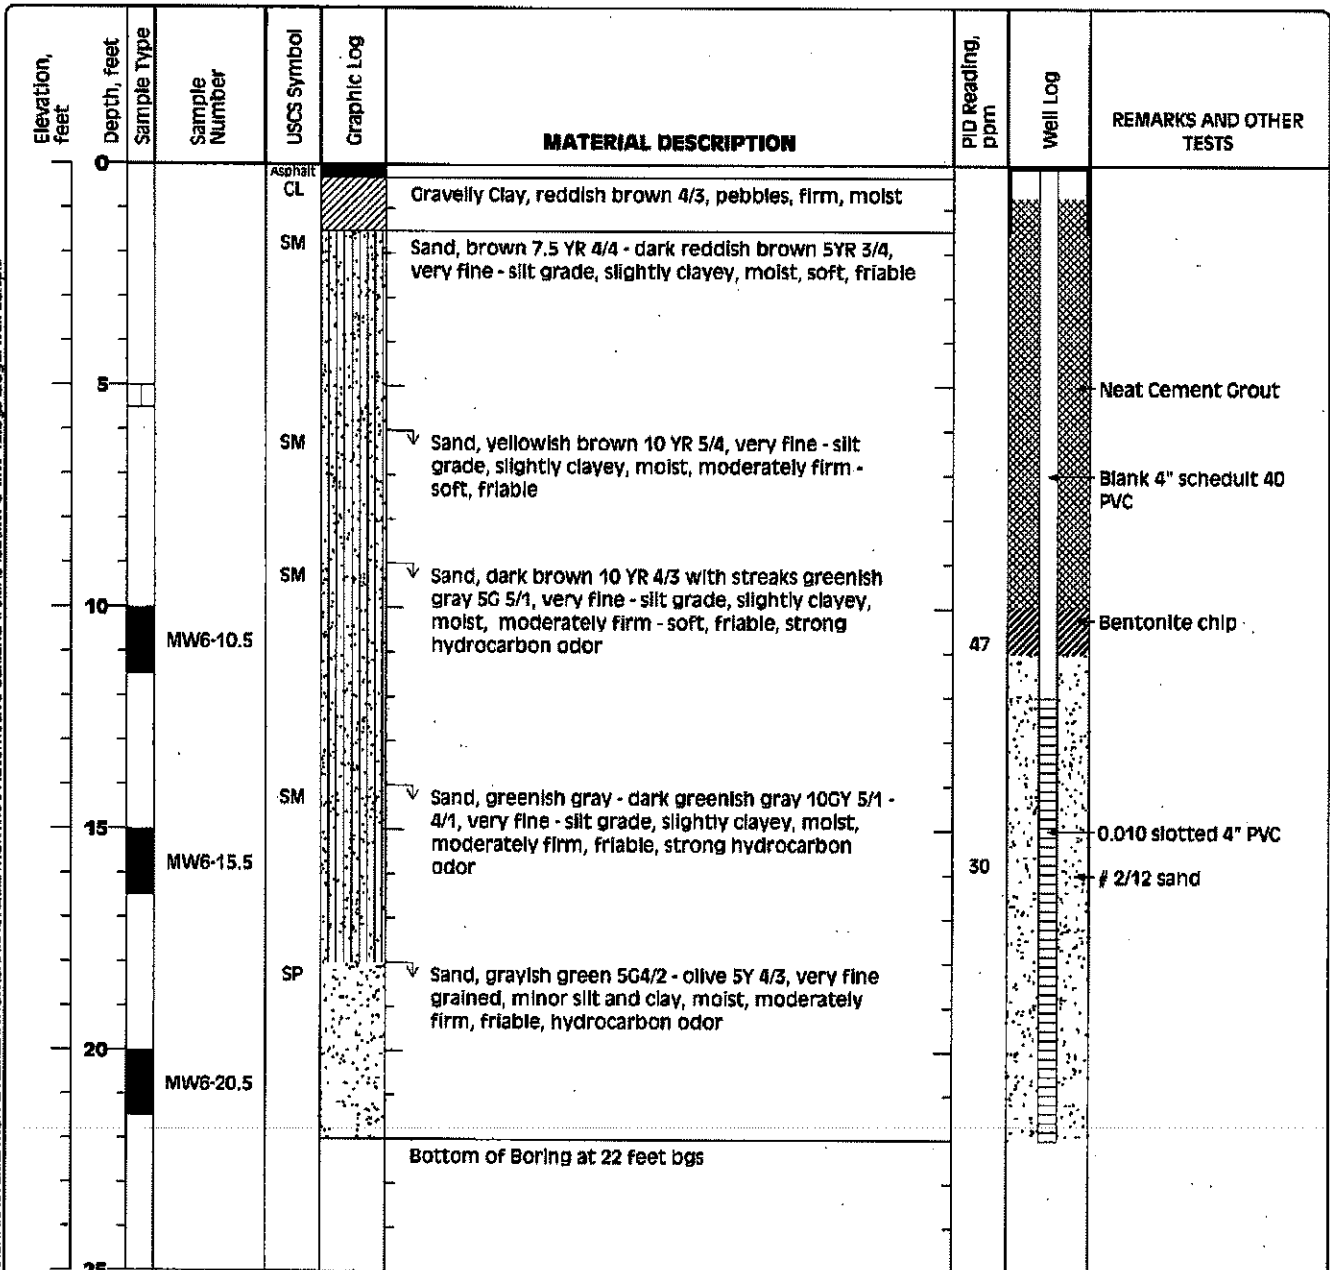 Elevation, feet
Depth, feet
Sample Type
Sample Number
USCS Symbol
Graphic Log
MATERIAL DESCRIPTION
PID Reading, ppm
Well Log
REMARKS AND OTHER
TESTS
0
Asphalt
CL
Gravelly Clay, reddish brown 4/3, pebbles, firm, moist
SM
Sand, brown 7.5 YR 4/4 - dark reddish brown 5YR 3/4,
very fine - silt grade, slightly clayey, moist, soft, friable
5
Neat Cement Grout
SM
Sand, yellowish brown 10 YR 5/4, very fine - silt
grade, slightly clayey, moist, moderately firm -
soft, friable
Blank 4" schedult 40
PVC
SM
Sand, dark brown 10 YR 4/3 with streaks greenish
gray 5G 5/1, very fine - silt grade, slightly clayey,
moist, moderately firm - soft, friable, strong
hydrocarbon odor
10
MW6-10.5
47
Bentonite chip
SM
Sand, greenish gray - dark greenish gray 10GY 5/1 -
4/1, very fine - silt grade, slightly clayey, moist,
moderately firm, friable, strong hydrocarbon
odor
15
MW6-15.5
30
0.010 slotted 4" PVC
# 2/12 sand
SP
Sand, grayish green 5G4/2 - olive 5Y 4/3, very fine
grained, minor silt and clay, moist, moderately
firm, friable, hydrocarbon odor
20
MW6-20.5
Bottom of Boring at 22 feet bgs
25